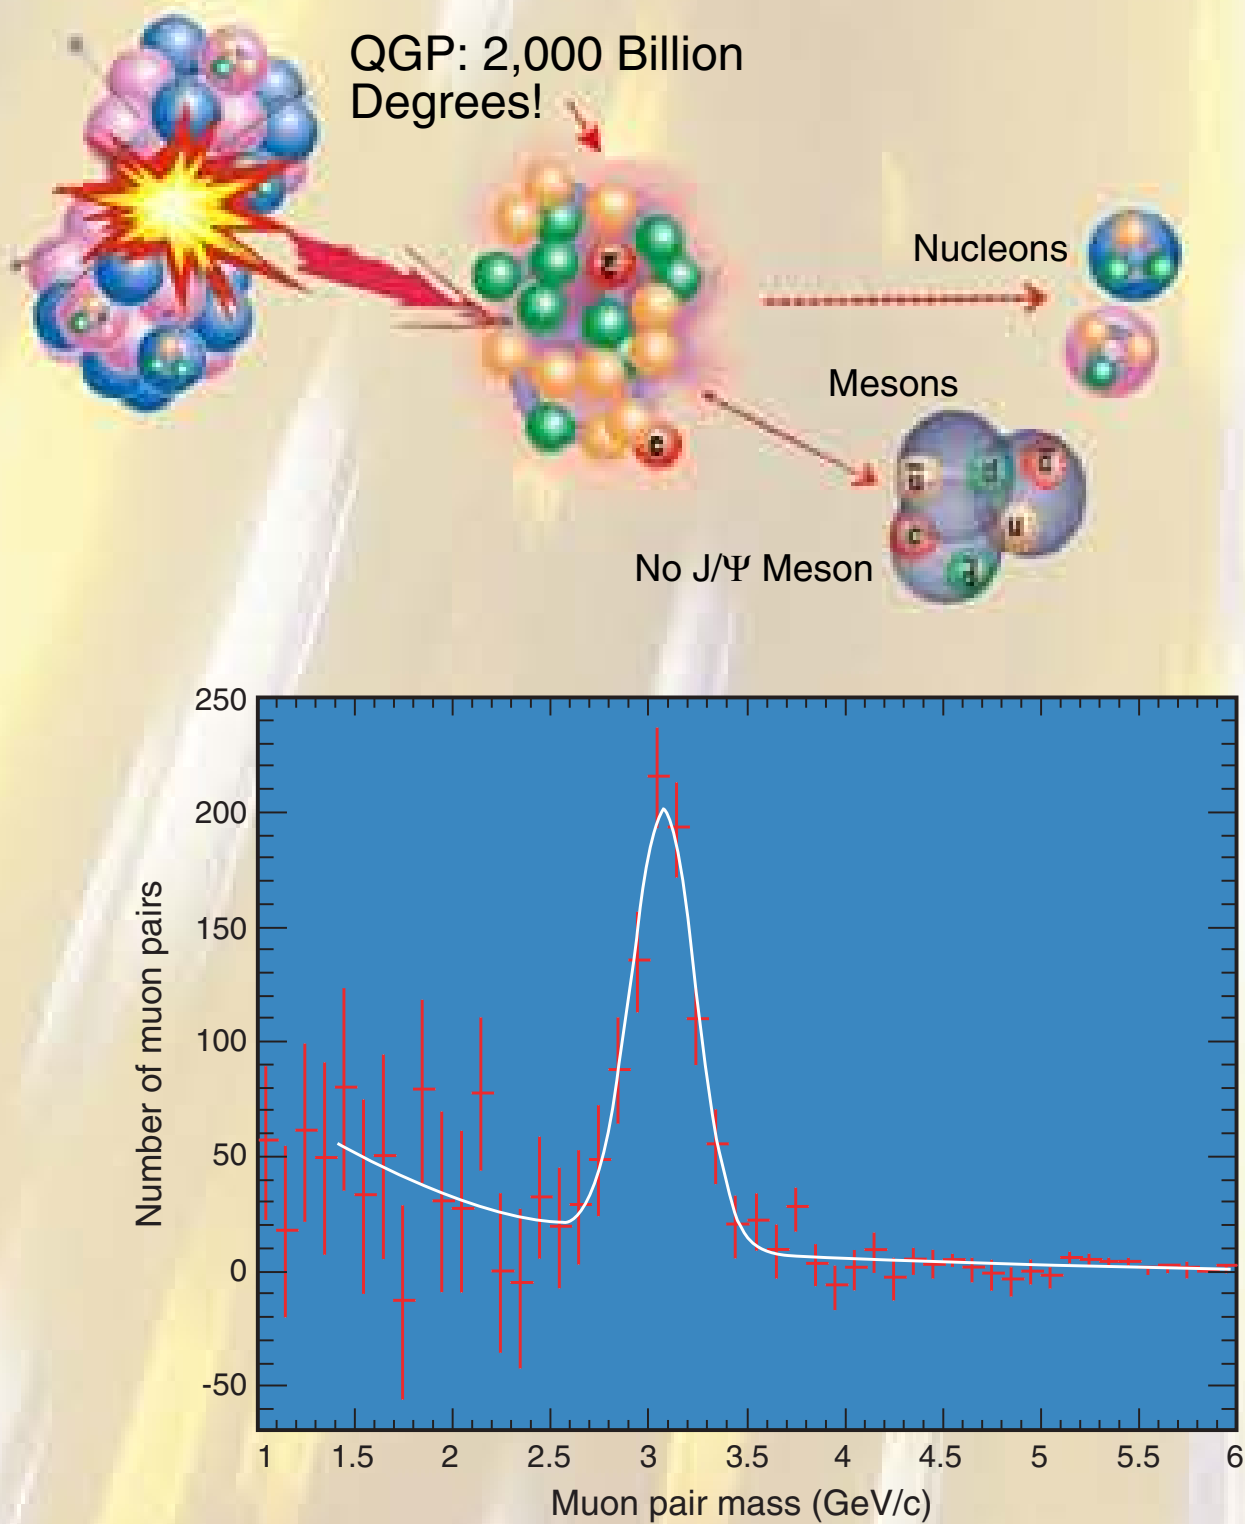 QGP: 2,000 Billion
Degrees!
Nucleons
Mesons
c
No J/Ψ Meson
c
u
250
200
150
100
50
0
-50
Number of muon pairs
1 1.5 2 2.5 3 3.5 4 4.5 5 5.5 6
Muon pair mass (GeV/c)